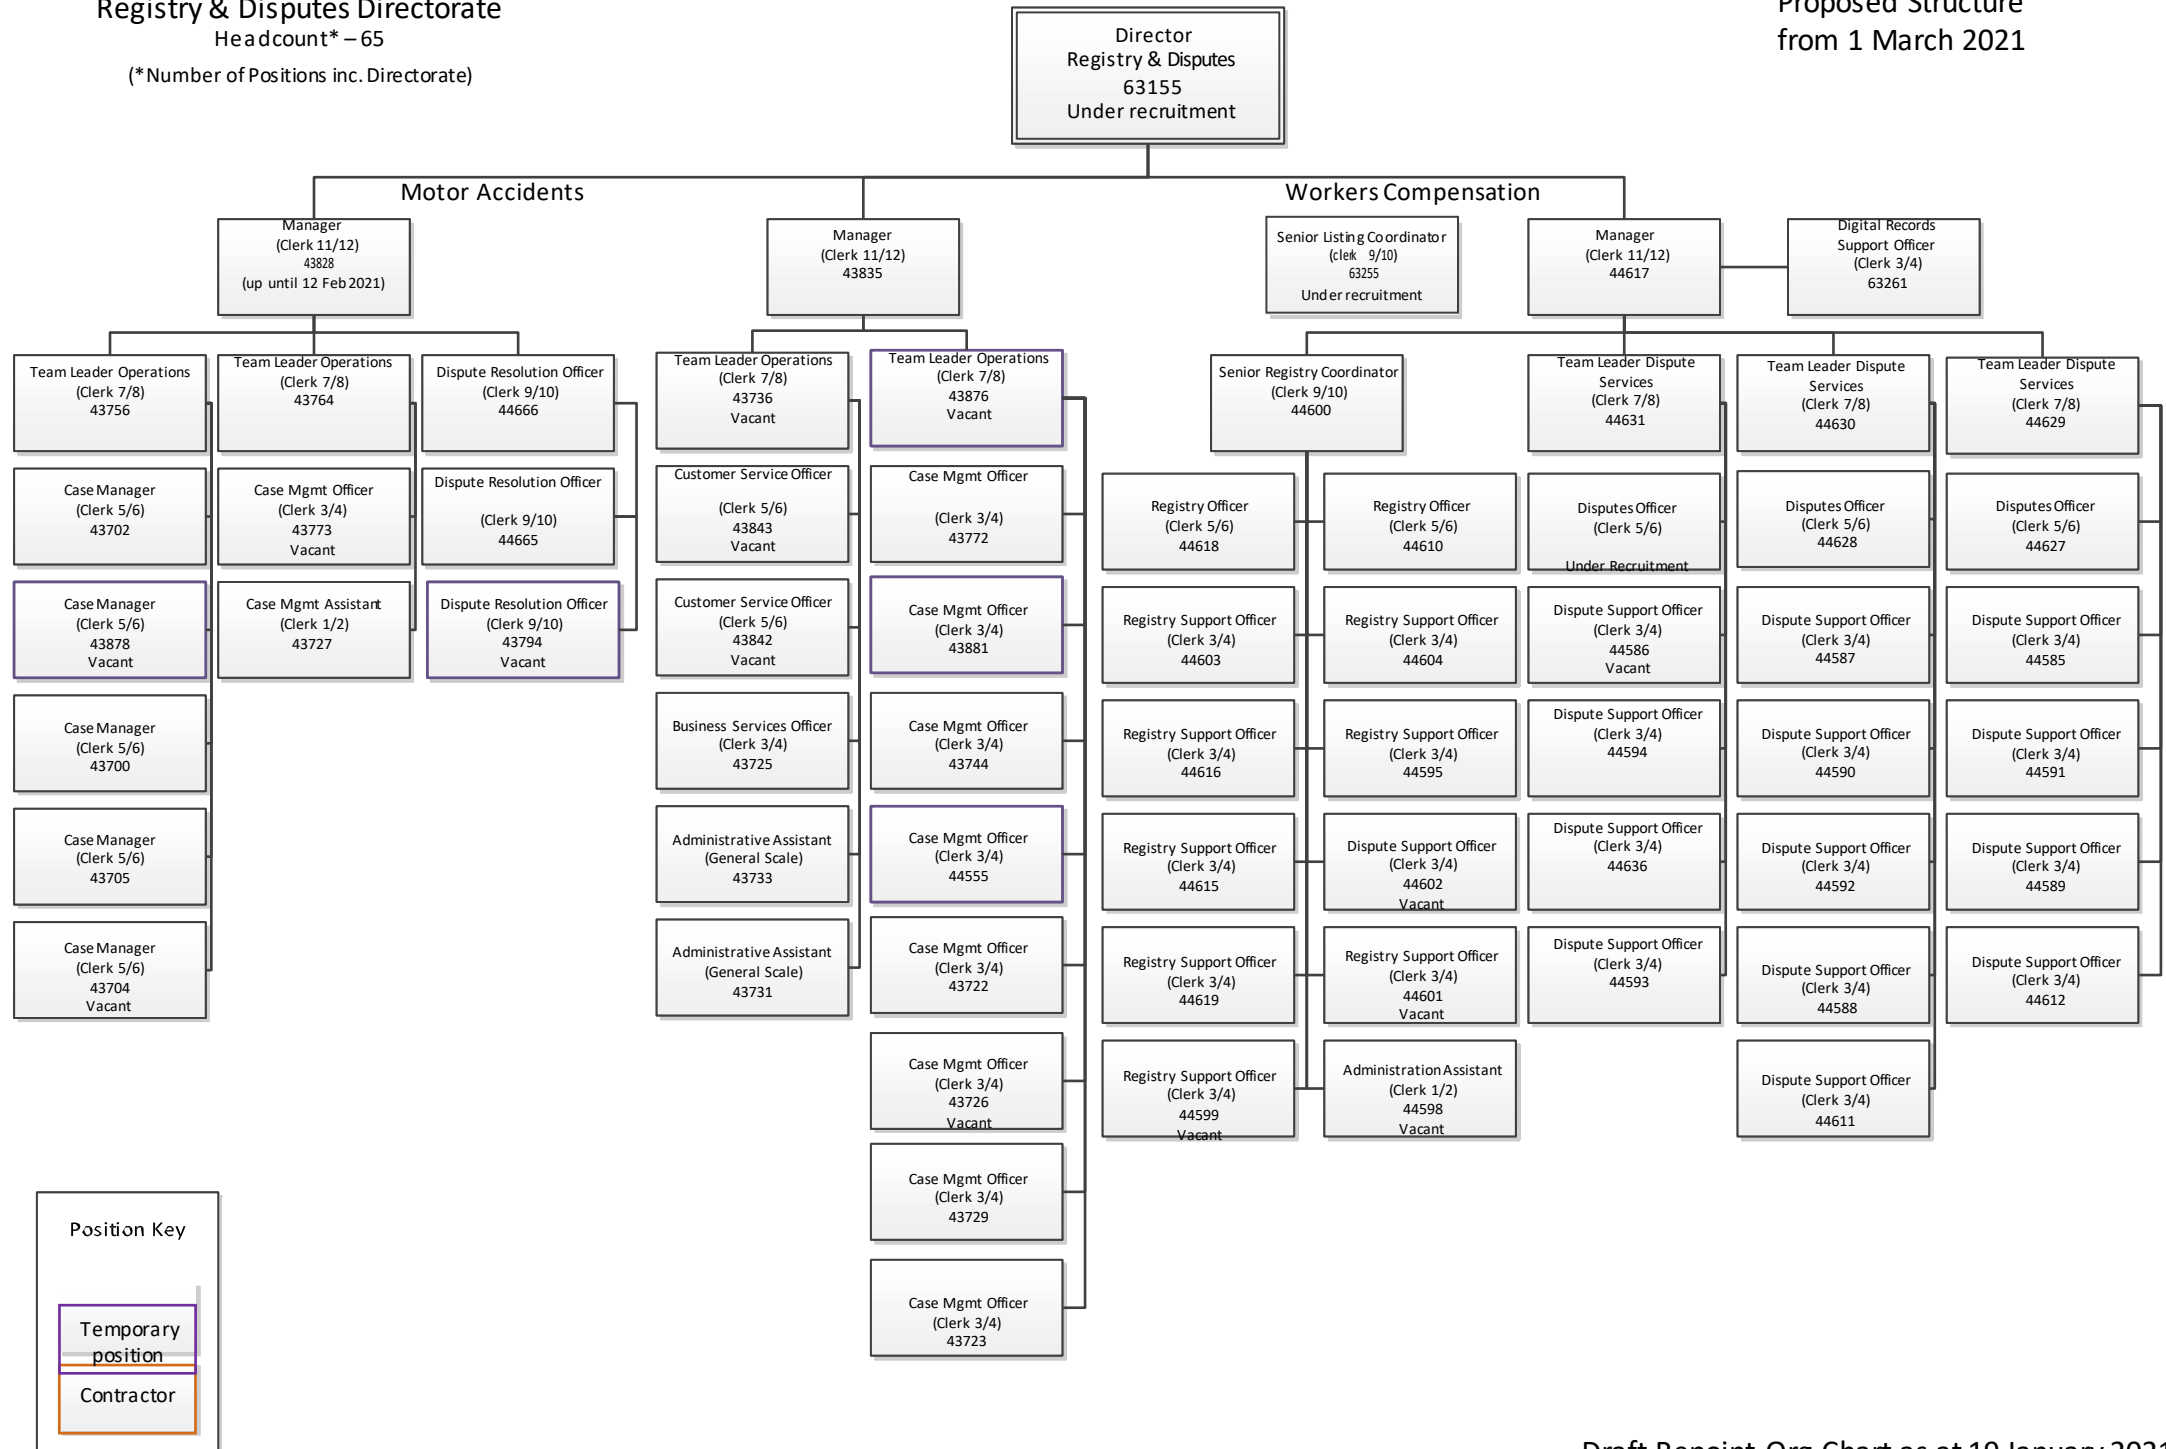 Registry & Disputes Directorate
Headcount* – 65
(*Number of Positions inc. Directorate)
Proposed Structure
from 1 March 2021
Director
Registry & Disputes
63155
Under recruitment
Motor Accidents
Workers Compensation
Manager
(Clerk 11/12)
43828
(up until 12 Feb 2021)
Manager
(Clerk 11/12)
43835
Senior Listing Coordinator
(clerk 9/10)
63255
Under recruitment
Manager
(Clerk 11/12)
44617
Digital Records
Support Officer
(Clerk 3/4)
63261
Team Leader Operations
(Clerk 7/8)
43756
Case Manager
(Clerk 5/6)
43702
Case Manager
(Clerk 5/6)
43878
Vacant
Case Manager
(Clerk 5/6)
43700
Case Manager
(Clerk 5/6)
43705
Case Manager
(Clerk 5/6)
43704
Vacant
Team Leader Operations
(Clerk 7/8)
43764
Case Mgmt Officer
(Clerk 3/4)
43773
Vacant
Case Mgmt Assistant
(Clerk 1/2)
43727
Dispute Resolution Officer
(Clerk 9/10)
44666
Dispute Resolution Officer
(Clerk 9/10)
44665
Dispute Resolution Officer
(Clerk 9/10)
43794
Vacant
Team Leader Operations
(Clerk 7/8)
43736
Vacant
Customer Service Officer
(Clerk 5/6)
43843
Vacant
Customer Service Officer
(Clerk 5/6)
43842
Vacant
Business Services Officer
(Clerk 3/4)
43725
Administrative Assistant
(General Scale)
43733
Administrative Assistant
(General Scale)
43731
Team Leader Operations
(Clerk 7/8)
43876
Vacant
Case Mgmt Officer
(Clerk 3/4)
43772
Case Mgmt Officer
(Clerk 3/4)
43881
Case Mgmt Officer
(Clerk 3/4)
43744
Case Mgmt Officer
(Clerk 3/4)
44555
Case Mgmt Officer
(Clerk 3/4)
43722
Case Mgmt Officer
(Clerk 3/4)
43726
Vacant
Case Mgmt Officer
(Clerk 3/4)
43729
Case Mgmt Officer
(Clerk 3/4)
43723
Senior Registry Coordinator
(Clerk 9/10)
44600
Registry Officer
(Clerk 5/6)
44618
Registry Support Officer
(Clerk 3/4)
44603
Registry Support Officer
(Clerk 3/4)
44616
Registry Support Officer
(Clerk 3/4)
44615
Registry Support Officer
(Clerk 3/4)
44619
Registry Support Officer
(Clerk 3/4)
44599
Vacant
Registry Officer
(Clerk 5/6)
44610
Registry Support Officer
(Clerk 3/4)
44604
Registry Support Officer
(Clerk 3/4)
44595
Dispute Support Officer
(Clerk 3/4)
44602
Vacant
Registry Support Officer
(Clerk 3/4)
44601
Vacant
Administration Assistant
(Clerk 1/2)
44598
Vacant
Team Leader Dispute
Services
(Clerk 7/8)
44631
Disputes Officer
(Clerk 5/6)
Under Recruitment
Dispute Support Officer
(Clerk 3/4)
44586
Vacant
Dispute Support Officer
(Clerk 3/4)
44594
Dispute Support Officer
(Clerk 3/4)
44636
Dispute Support Officer
(Clerk 3/4)
44593
Team Leader Dispute
Services
(Clerk 7/8)
44630
Disputes Officer
(Clerk 5/6)
44628
Dispute Support Officer
(Clerk 3/4)
44587
Dispute Support Officer
(Clerk 3/4)
44590
Dispute Support Officer
(Clerk 3/4)
44592
Dispute Support Officer
(Clerk 3/4)
44588
Dispute Support Officer
(Clerk 3/4)
44611
Team Leader Dispute
Services
(Clerk 7/8)
44629
Disputes Officer
(Clerk 5/6)
44627
Dispute Support Officer
(Clerk 3/4)
44585
Dispute Support Officer
(Clerk 3/4)
44591
Dispute Support Officer
(Clerk 3/4)
44589
Dispute Support Officer
(Clerk 3/4)
44612
Position Key
Temporary
position
Contractor
Draft Repoint Org Chart as at 19 January 2021